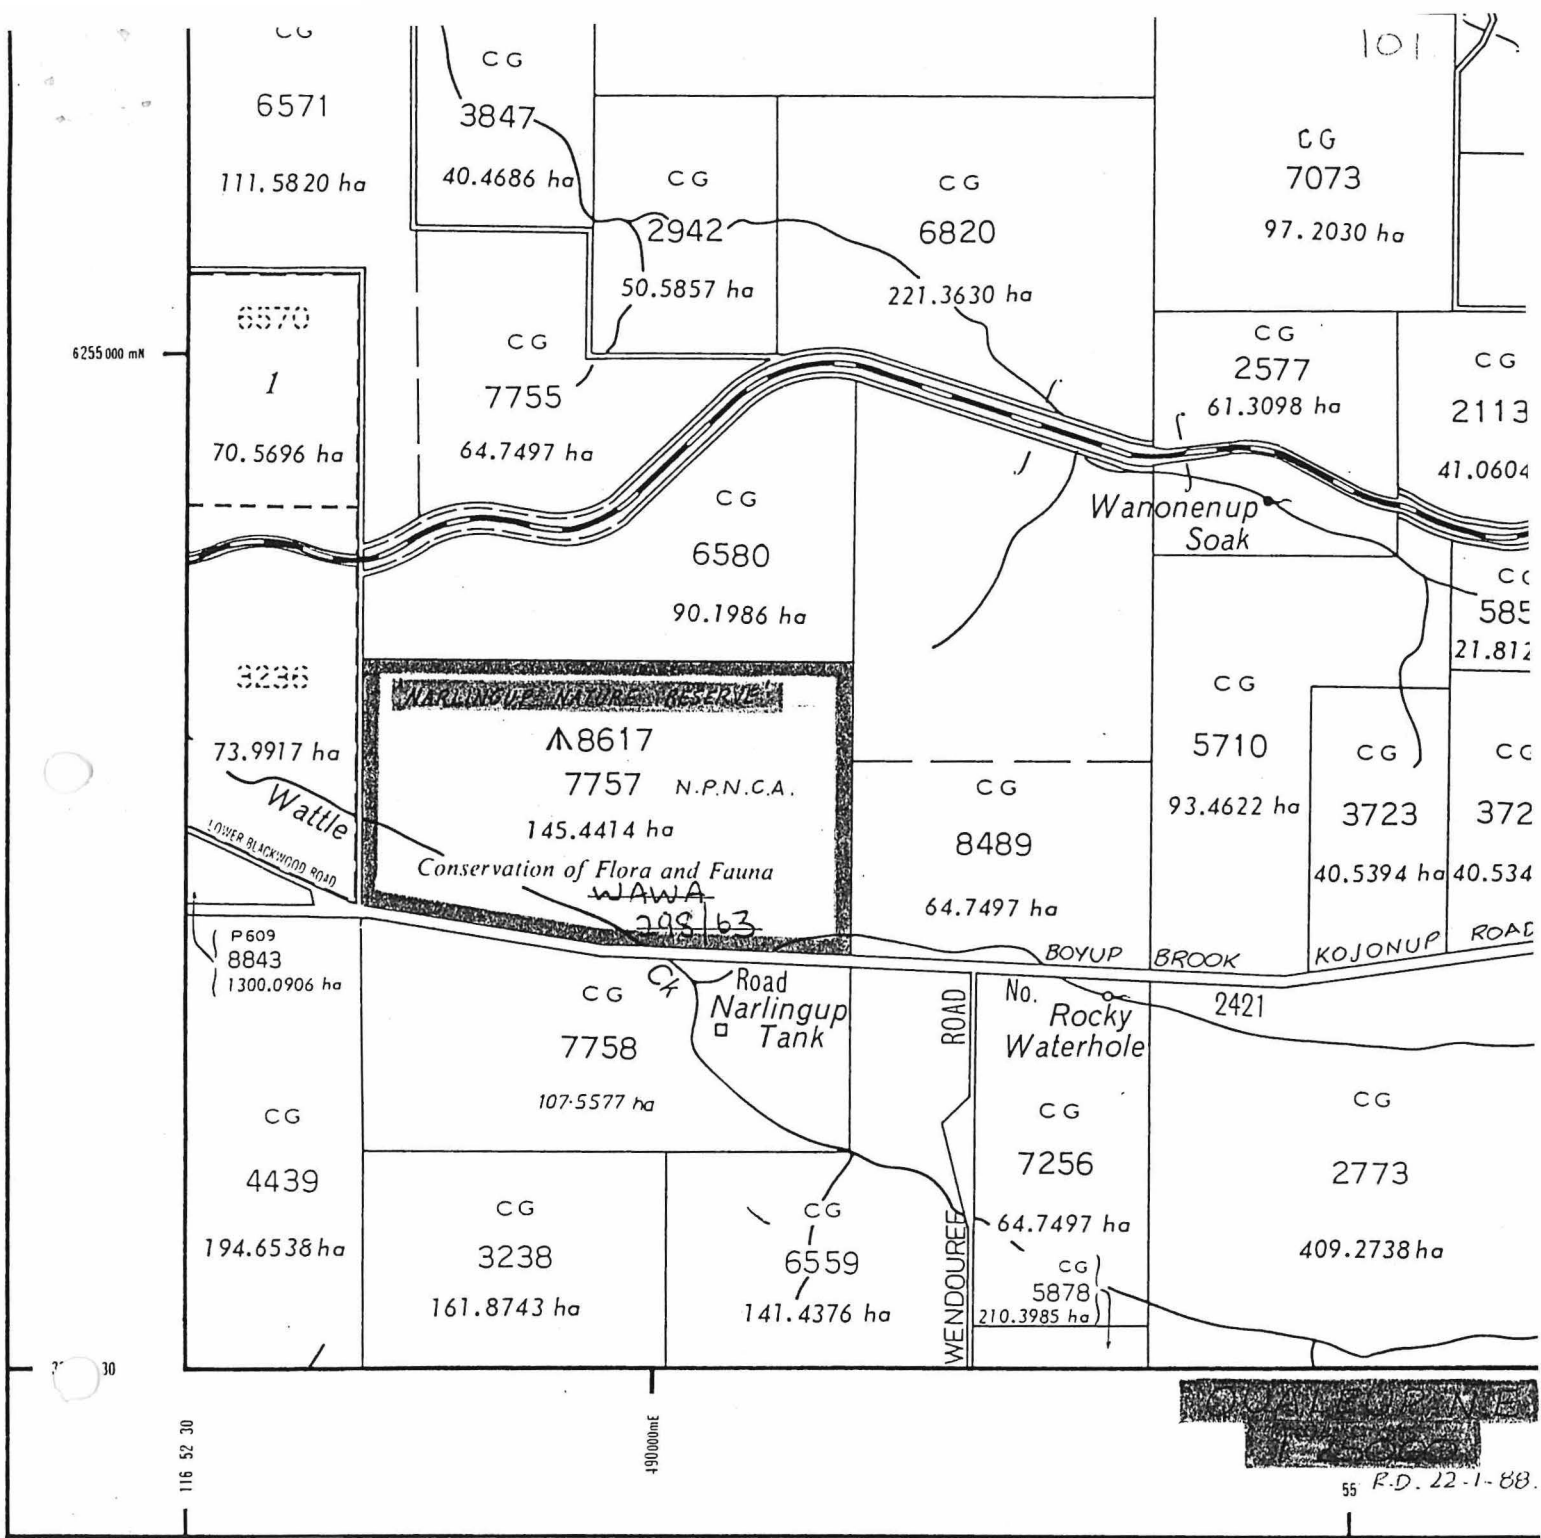 CG
6571
111.5820 ha
CG
3847
40.4686 ha
CG
2942
50.5857 ha
CG
6820
221.3630 ha
101
CG
7073
97.2030 ha
6255000 mN
6570
1
70.5696 ha
CG
7755
64.7497 ha
CG
2577
61.3098 ha
CG
2113
41.0604
CG
6580
90.1986 ha
Wanonenup
Soak
585
21.812
3236
73.9917 ha
"NARLINGUP NATURE RESERVE"
8617
7757 N.P.N.C.A.
145.4414 ha
Conservation of Flora and Fauna
WAWA
298/63
Wattle
LOWER BLACKWOOD ROAD
CG
8489
64.7497 ha
CG
5710
93.4622 ha
CG
3723
40.5394 ha
372
40.534
P609
8843
1300.0906 ha
BOYUP BROOK KOJONUP ROAD
Ck
Road No. 2421
Narlingup
Tank
CG
7758
107.5577 ha
ROAD
Rocky
Waterhole
CG
4439
194.6538 ha
CG
3238
161.8743 ha
CG
6559
141.4376 ha
WENDOUREE
CG
7256
64.7497 ha
CG
5878
210.3985 ha
CG
2773
409.2738 ha
30
116 52 30
490000mE
55
R.D. 22-1-88.